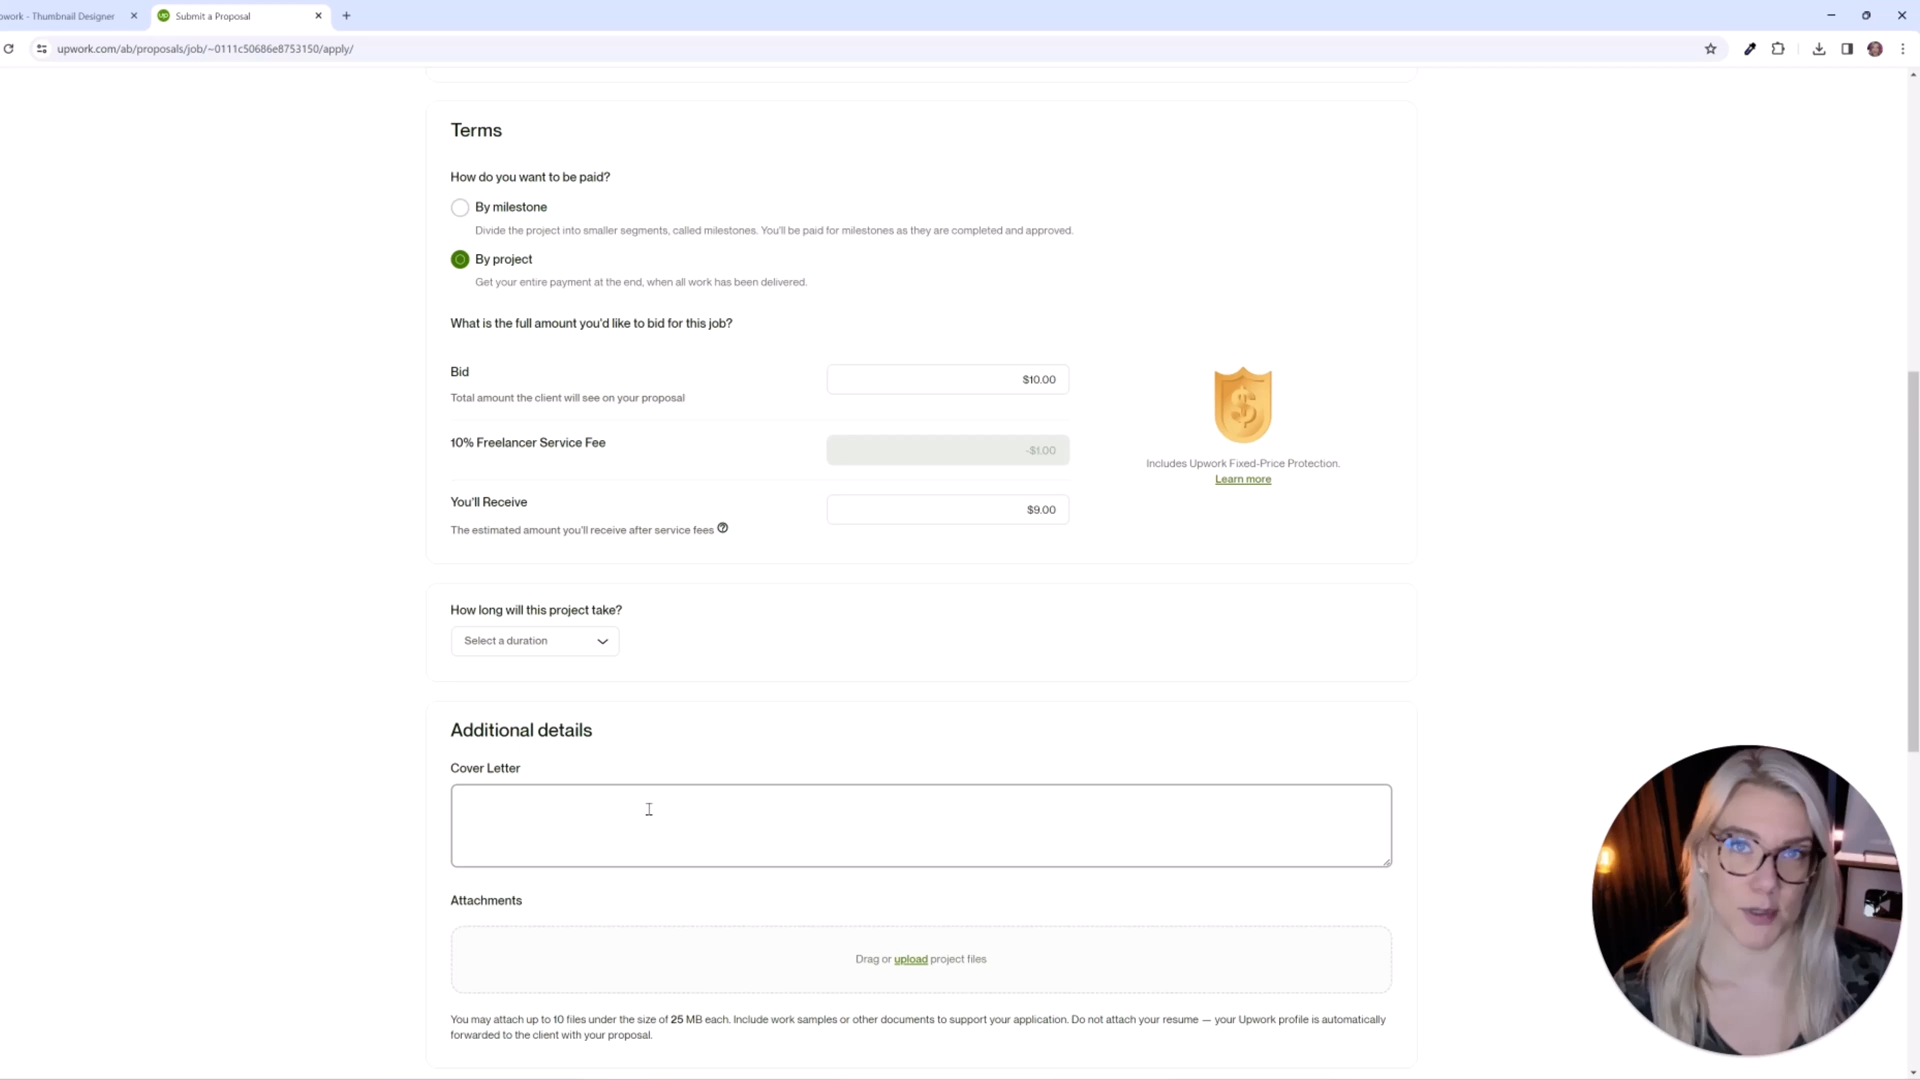 pwork - Thumbnail Designer
Submit a Proposal
upwork.com/ab/proposals/job/~0111c50686e8753150/apply/
Terms
How do you want to be paid?
By milestone
Divide the project into smaller segments, called milestones. You'll be paid for milestones as they are completed and approved.
By project
Get your entire payment at the end, when all work has been delivered.
What is the full amount you'd like to bid for this job?
Bid
$10.00
Total amount the client will see on your proposal
10% Freelancer Service Fee
-$1.00
Includes Upwork Fixed-Price Protection.
Learn more
You'll Receive
$9.00
The estimated amount you'll receive after service fees
How long will this project take?
Select a duration
Additional details
Cover Letter
Attachments
Drag or upload project files
You may attach up to 10 files under the size of 25 MB each. Include work samples or other documents to support your application. Do not attach your resume — your Upwork profile is automatically
forwarded to the client with your proposal.